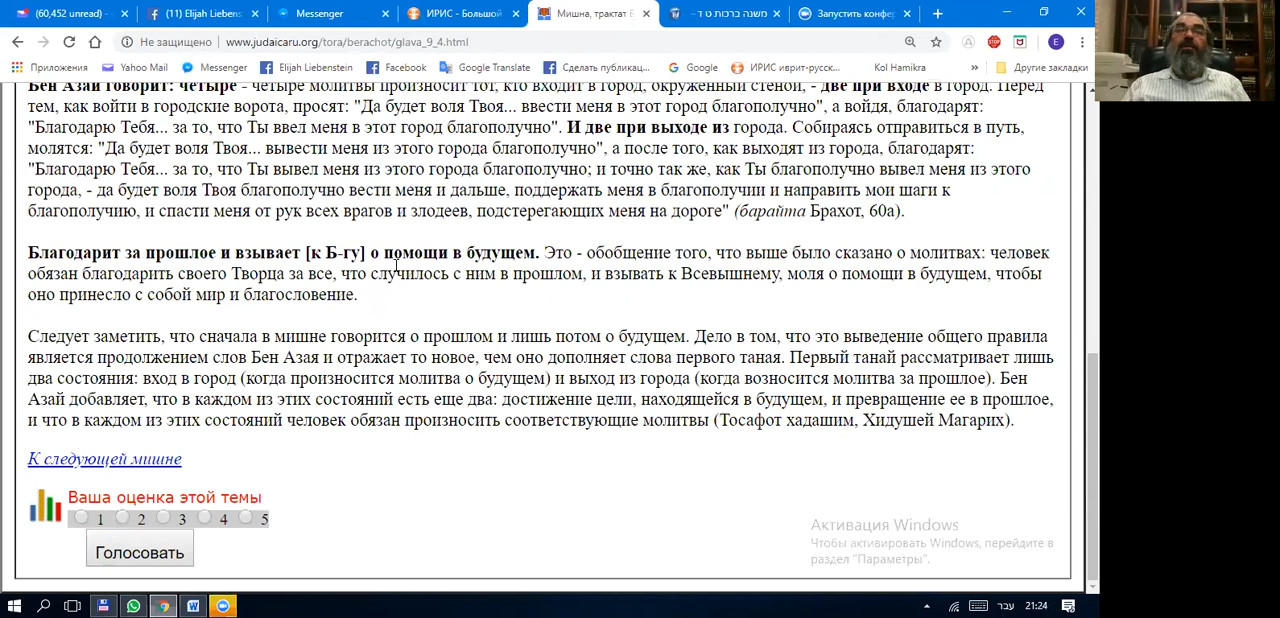 (60,452 unread) -
(11) Elijah Liebens
Messenger
ИРИС - Большой
Мишна, трактат Б
משנה ברכות ט ד -
Запустить конфе
Не защищено
www.judaicaru.org/tora/berachot/glava_9_4.html
Приложения
Yahoo Mail
Messenger
Elijah Liebenstein
Facebook
Google Translate
Сделать публикац...
Google
ИРИС иврит-русск...
Kol Hamikra
»
Другие закладки
Бен Азай говорит: четыре - четыре молитвы произносит тот, кто входит в город, окруженный стеной, - две при входе в город. Перед
тем, как войти в городские ворота, просят: "Да будет воля Твоя... ввести меня в этот город благополучно", а войдя, благодарят:
"Благодарю Тебя... за то, что Ты ввел меня в этот город благополучно". И две при выходе из города. Собираясь отправиться в путь,
молятся: "Да будет воля Твоя... вывести меня из этого города благополучно", а после того, как выходят из города, благодарят:
"Благодарю Тебя... за то, что Ты вывел меня из этого города благополучно; и точно так же, как Ты благополучно вывел меня из этого
города, - да будет воля Твоя благополучно вести меня и дальше, поддержать меня в благополучии и направить мои шаги к
благополучию, и спасти меня от рук всех врагов и злодеев, подстерегающих меня на дороге" (барайта Брахот, 60а).
Благодарит за прошлое и взывает [к Б-гу] о помощи в будущем. Это - обобщение того, что выше было сказано о молитвах: человек
обязан благодарить своего Творца за все, что случилось с ним в прошлом, и взывать к Всевышнему, моля о помощи в будущем, чтобы
оно принесло с собой мир и благословение.
Следует заметить, что сначала в мишне говорится о прошлом и лишь потом о будущем. Дело в том, что это выведение общего правила
является продолжением слов Бен Азая и отражает то новое, чем оно дополняет слова первого таная. Первый танай рассматривает лишь
два состояния: вход в город (когда произносится молитва о будущем) и выход из города (когда возносится молитва за прошлое). Бен
Азай добавляет, что в каждом из этих состояний есть еще два: достижение цели, находящейся в будущем, и превращение ее в прошлое,
и что в каждом из этих состояний человек обязан произносить соответствующие молитвы (Тосафот хадашим, Хидушей Магарих).
К следующей мишне
Ваша оценка этой темы
1 2 3 4 5
Голосовать
Активация Windows
Чтобы активировать Windows, перейдите в
раздел "Параметры".
עבר
21:24